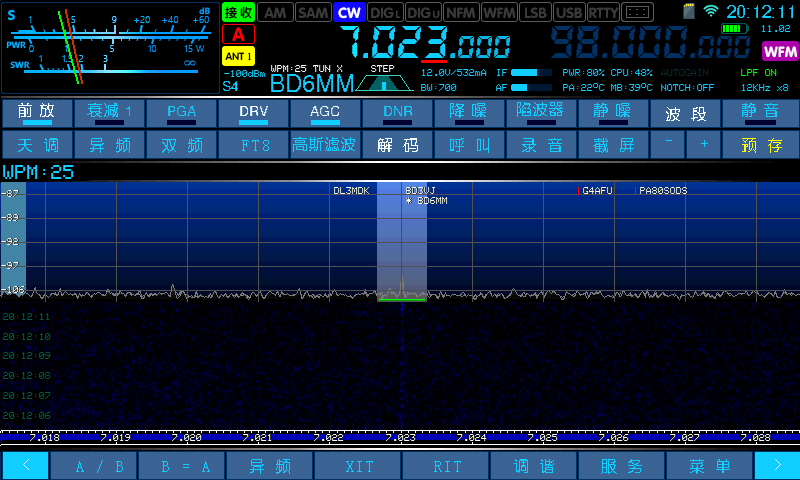 S 1 3 5 9 +20 +40 +60 dB
PWR 0 5 10 15 W
SWR 1 1.5 2 3 ∞
接收 AM SAM CW DIG L DIG U NFM WFM LSB USB RTTY
20:12:11
11.02
A
7.023.000
98.000.000
WFM
ANT 1
-100dBm
S4
WPM:25 TUN X
BD6MM
STEP
12.0V/532mA IF PWR:80% CPU:48% AUTOGAIN LPF ON
BW:700 AF PA:22ºC MB:39ºC NOTCH:OFF 12KHz x8
前放 衰减 1 PGA DRV AGC DNR 降噪 陷波器 静噪 波段 静音
天调 异频 双频 FT8 高斯滤波 解码 呼叫 录音 截屏 - + 预存
WPM:25
DL3MDK BD3VJ G4AFU PA80SODS
* BD6MM
-87
-89
-92
-97
-106
20:12:11
20:12:10
20:12:09
20:12:08
20:12:07
20:12:06
7.018 7.019 7.020 7.021 7.022 7.023 7.024 7.025 7.026 7.027 7.028
< A / B B = A 异频 XIT RIT 调谐 服务 菜单 >